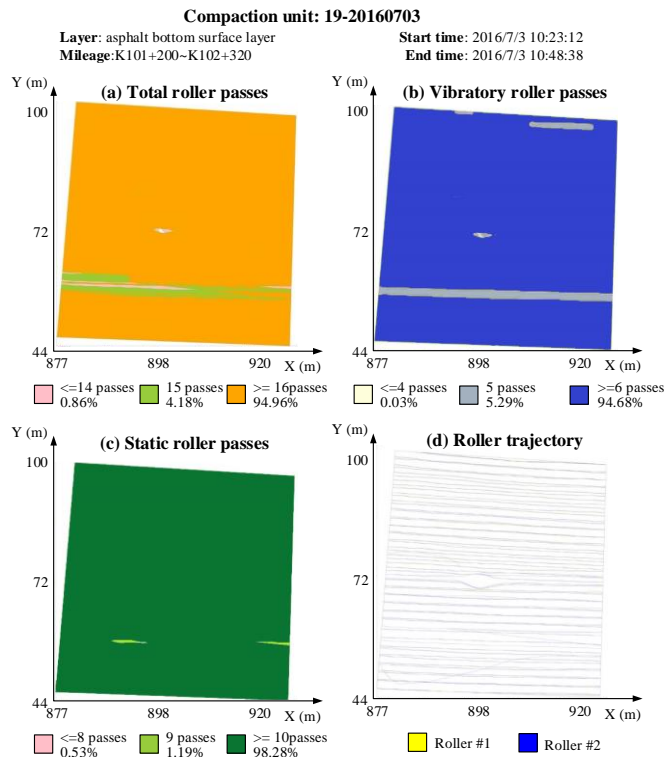 Compaction unit: 19-20160703
Layer: asphalt bottom surface layer
Start time: 2016/7/3 10:23:12
Mileage:K101+200~K102+320
End time: 2016/7/3 10:48:38
Y (m)
(a) Total roller passes
100
72
44
877
898
920
X (m)
<=14 passes
0.86%
15 passes
4.18%
>= 16passes
94.96%
Y (m)
(b) Vibratory roller passes
100
72
44
877
898
920
X (m)
<=4 passes
0.03%
5 passes
5.29%
>=6 passes
94.68%
Y (m)
(c) Static roller passes
100
72
44
877
898
920
X (m)
<=8 passes
0.53%
9 passes
1.19%
>= 10passes
98.28%
Y (m)
(d) Roller trajectory
100
72
44
877
898
920
X (m)
Roller #1
Roller #2